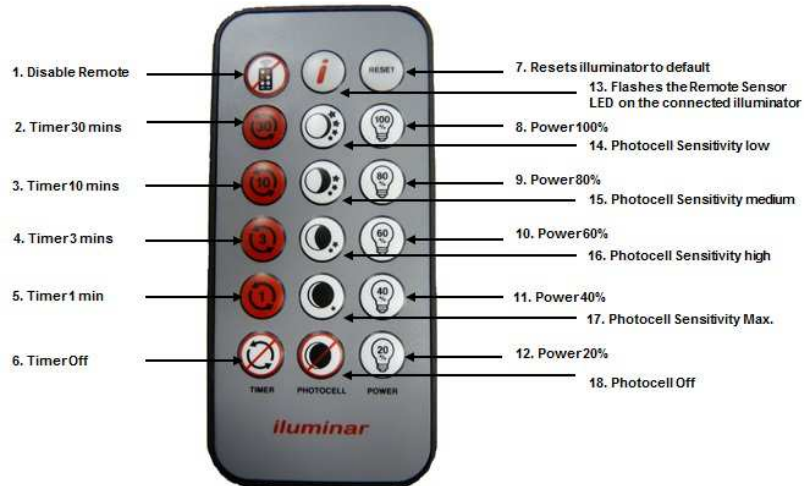 1. Disable Remote
2. Timer 30 mins
3. Timer 10 mins
4. Timer 3 mins
5. Timer 1 min
6. Timer Off
i
RESET
30
100
%
10
80
%
3
60
%
1
40
%
20
%
TIMER
PHOTOCELL
POWER
iluminar
7. Resets illuminator to default
13. Flashes the Remote Sensor
LED on the connected illuminator
8. Power 100%
14. Photocell Sensitivity low
9. Power 80%
15. Photocell Sensitivity medium
10. Power 60%
16. Photocell Sensitivity high
11. Power 40%
17. Photocell Sensitivity Max.
12. Power 20%
18. Photocell Off